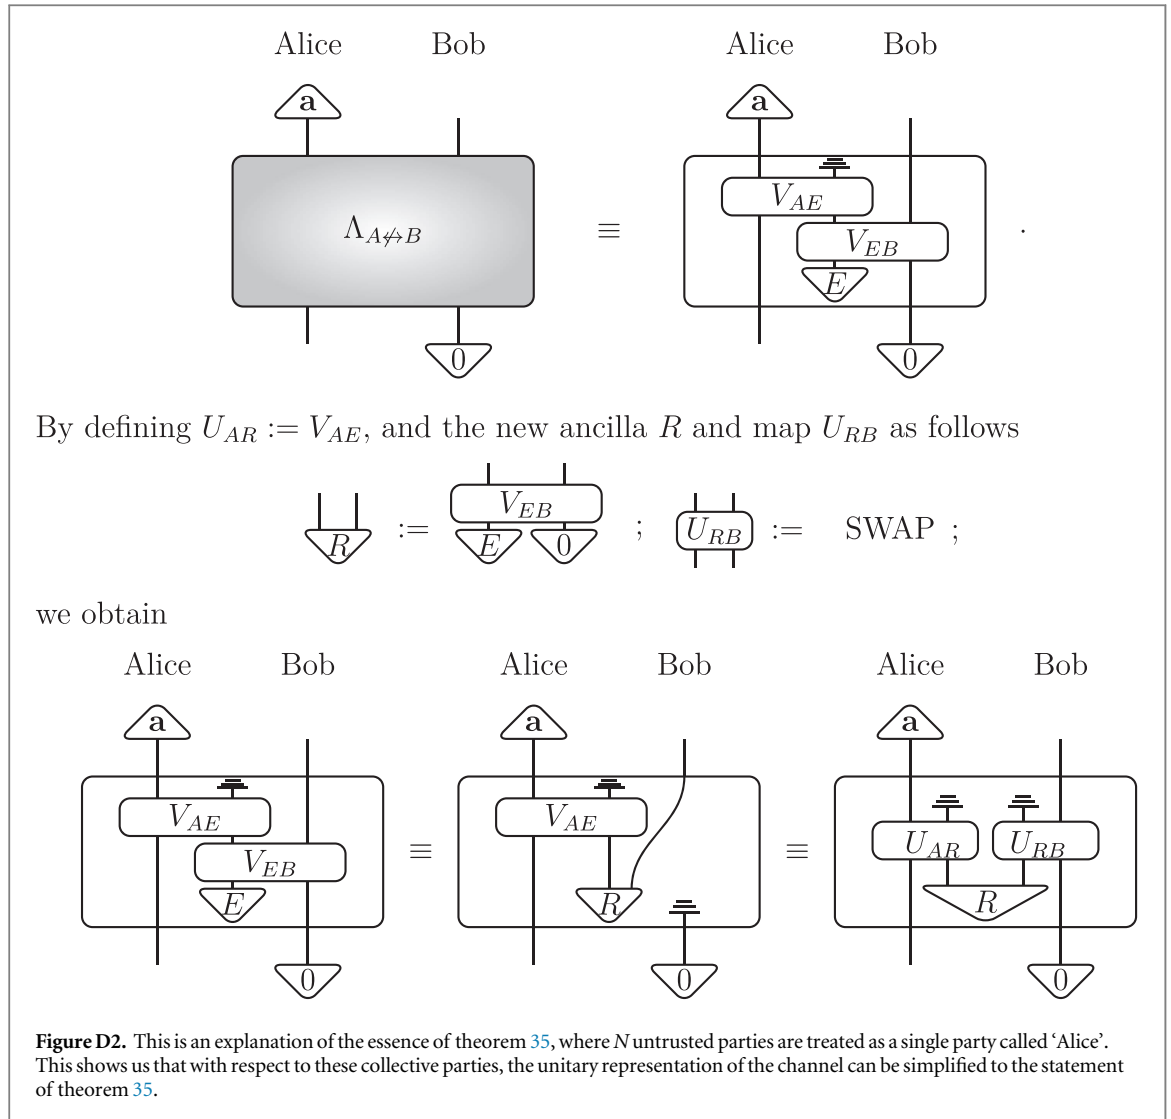 Alice Bob Alice Bob
a a
Λ_{A↮B} ≡ V_{AE} .
V_{EB}
E
0 0
By defining U_{AR} := V_{AE}, and the new ancilla R and map U_{RB} as follows
R := V_{EB} E 0 ; U_{RB} := SWAP ;
we obtain
Alice Bob Alice Bob Alice Bob
a a a
V_{AE} V_{AE} U_{AR} U_{RB}
V_{EB} ≡ ≡
E R R
0 0 0
Figure D2. This is an explanation of the essence of theorem 35, where N untrusted parties are treated as a single party called ‘Alice’.
This shows us that with respect to these collective parties, the unitary representation of the channel can be simplified to the statement
of theorem 35.